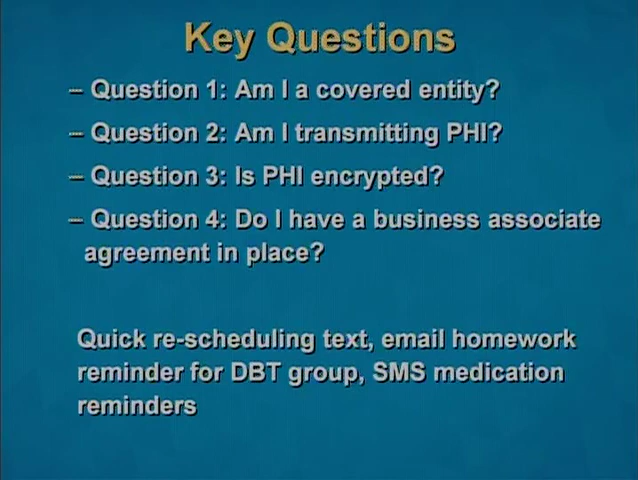 Key Questions
– Question 1: Am I a covered entity?
– Question 2: Am I transmitting PHI?
– Question 3: Is PHI encrypted?
– Question 4: Do I have a business associate
agreement in place?
Quick re-scheduling text, email homework
reminder for DBT group, SMS medication
reminders